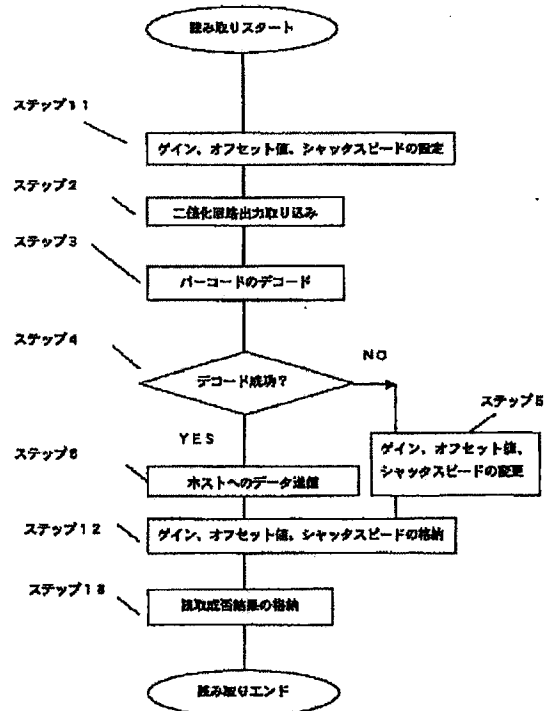 読み取りスタート
ステップ11
ゲイン、オフセット値、シャッタスピードの設定
ステップ2
二値化回路出力取り込み
ステップ3
バーコードのデコード
ステップ4
デコード成功?
NO
ステップ5
YES
ゲイン、オフセット値、
シャッタスピードの変更
ステップ6
ホストへのデータ送信
ステップ12
ゲイン、オフセット値、シャッタスピードの格納
ステップ18
読取成否結果の格納
読み取りエンド